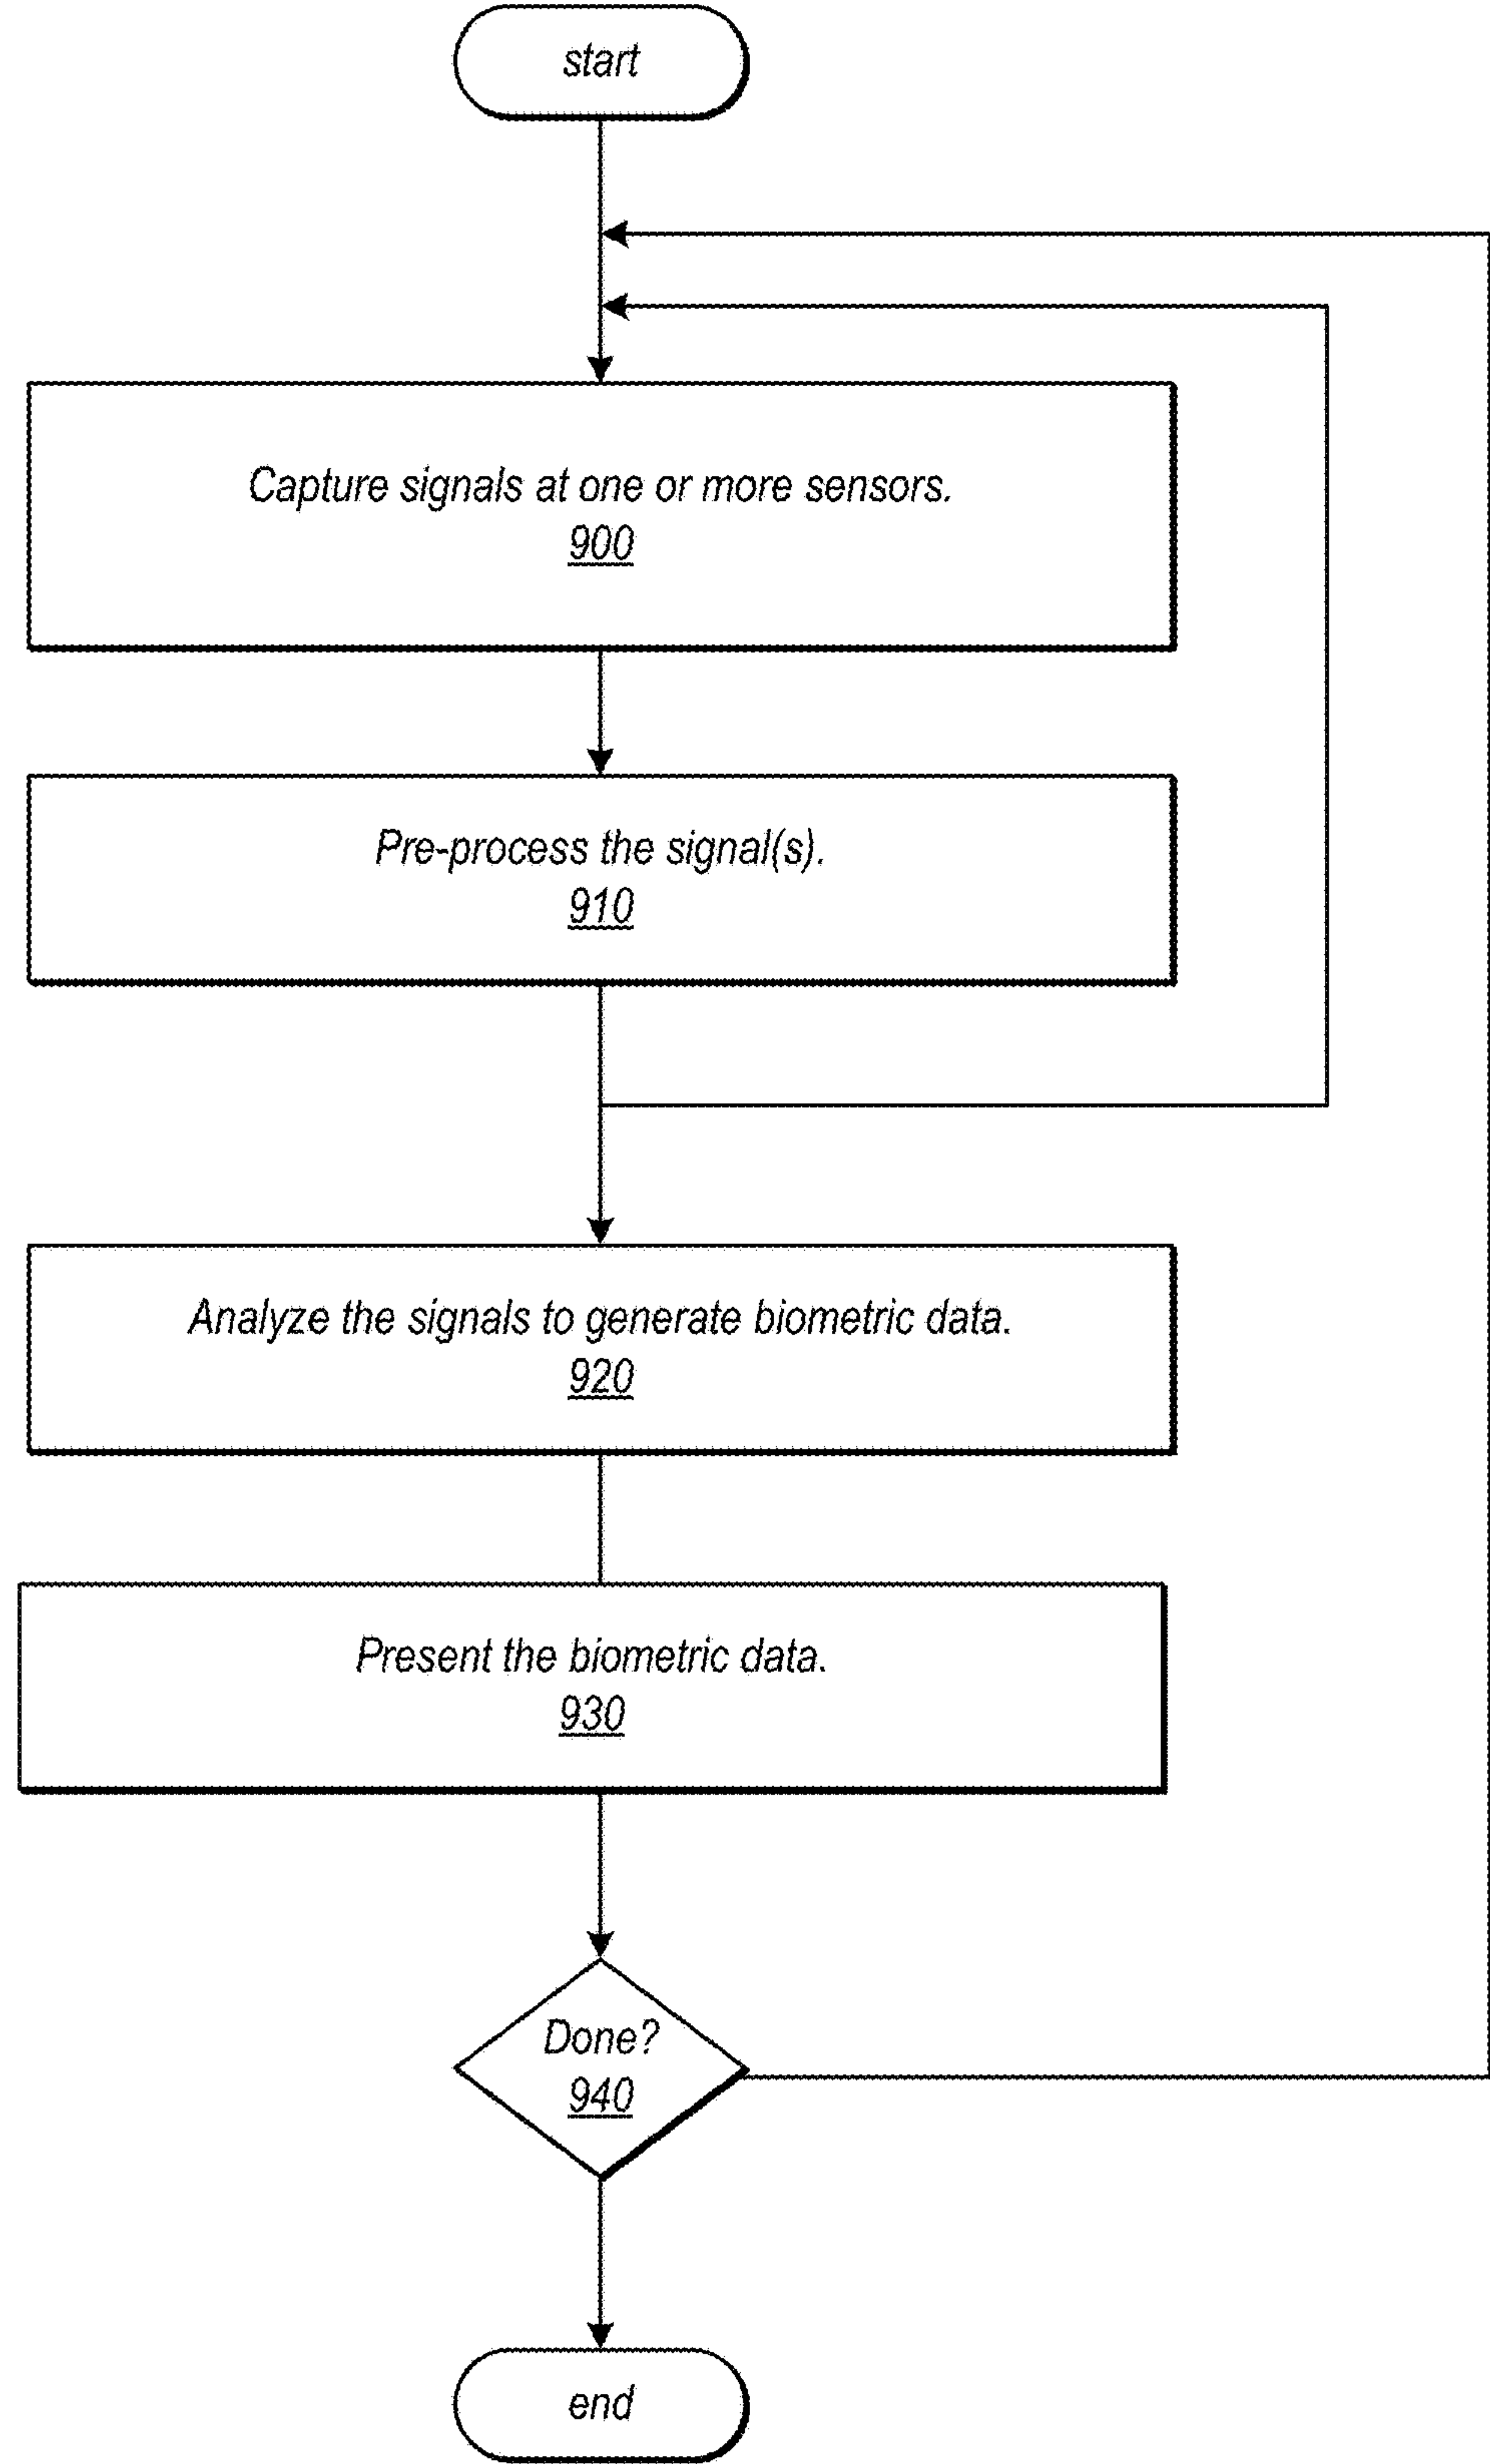 start
Capture signals at one or more sensors.
900
Pre-process the signal(s).
910
Analyze the signals to generate biometric data.
920
Present the biometric data.
930
Done?
940
end